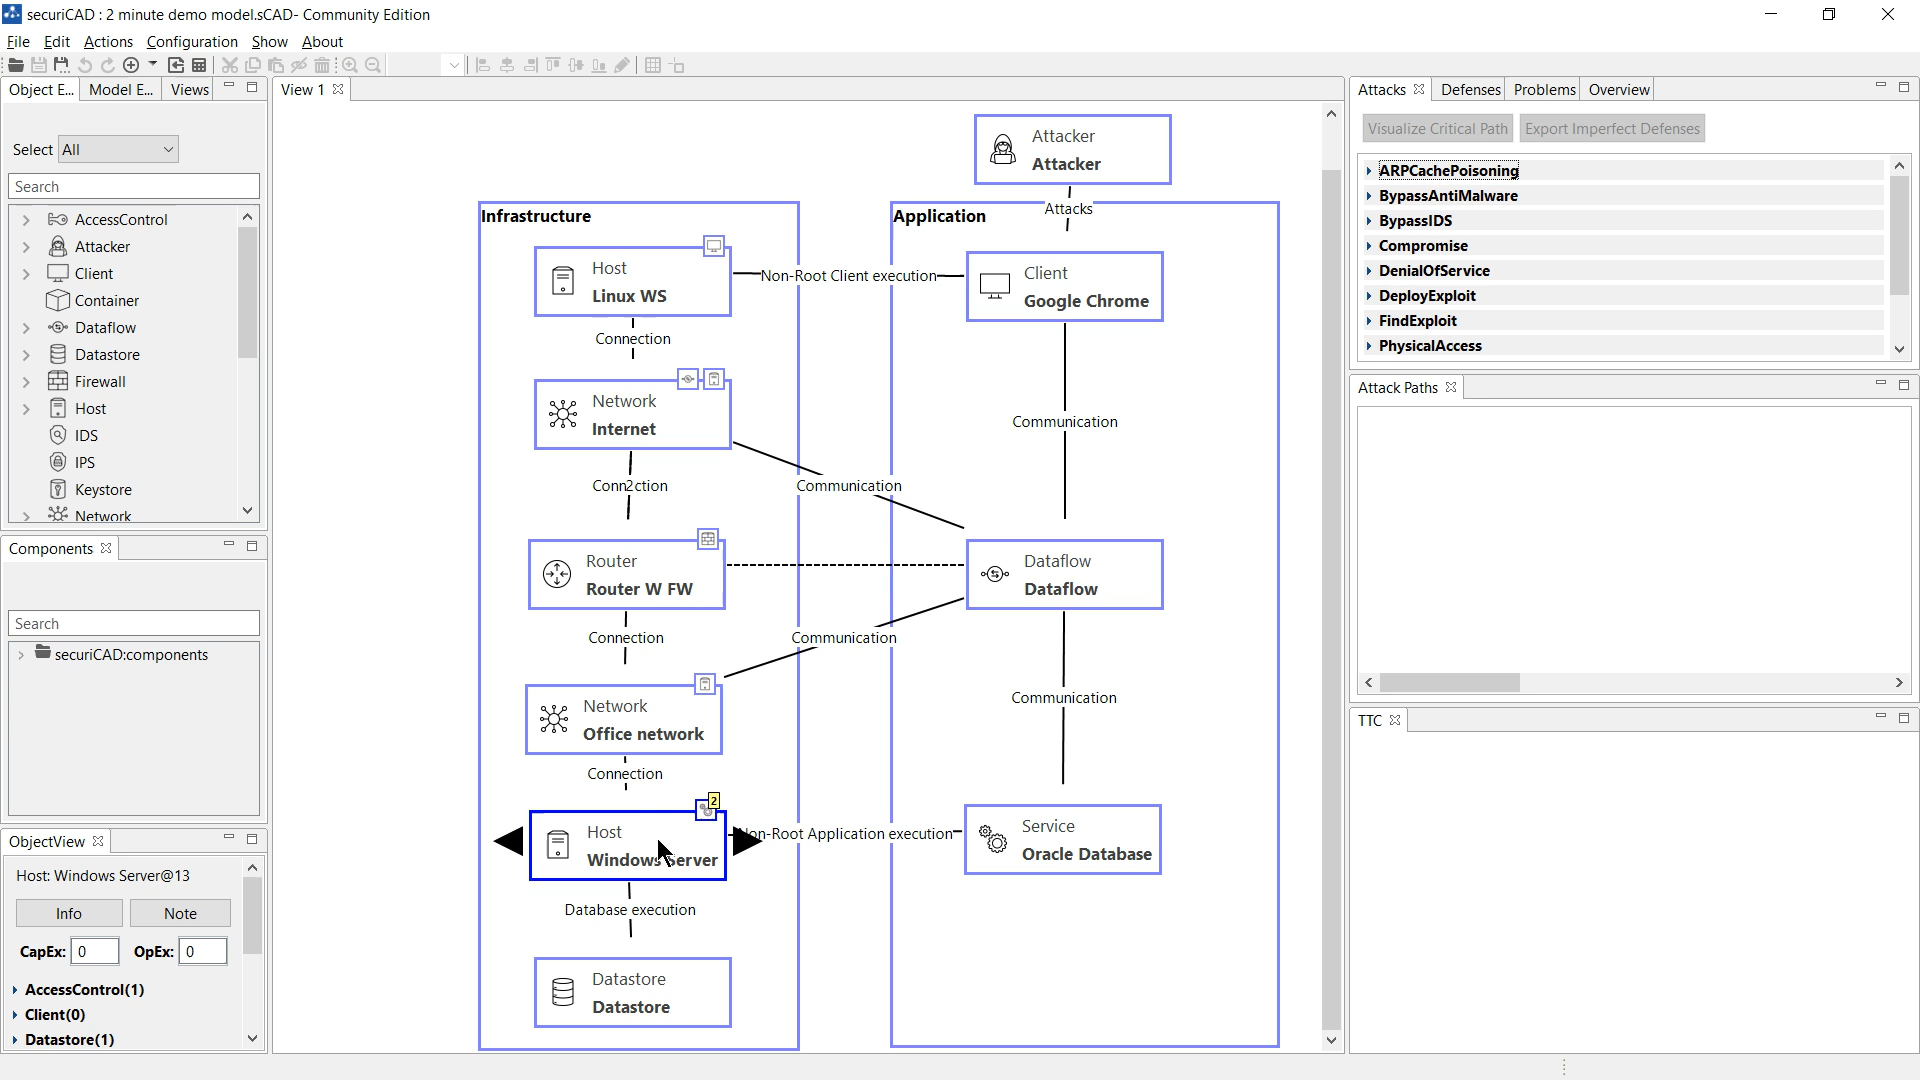 securiCAD : 2 minute demo model.sCAD- Community Edition
File Edit Actions Configuration Show About
Object E... Model E... Views
Select All
Search
AccessControl
Attacker
Client
Container
Dataflow
Datastore
Firewall
Host
IDS
IPS
Keystore
Network
Components
Search
securiCAD:components
ObjectView
Host: Windows Server@13
Info Note
CapEx: 0 OpEx: 0
AccessControl(1)
Client(0)
Datastore(1)
View 1
Attacker
Attacker
Attacks
Infrastructure
Application
Host
Linux WS
Non-Root Client execution
Client
Google Chrome
Connection
Network
Internet
Communication
Conn2ction
Communication
Router
Router W FW
Dataflow
Dataflow
Connection
Communication
Network
Office network
Communication
Connection
2
Host
Windows Server
Non-Root Application execution
Service
Oracle Database
Database execution
Datastore
Datastore
Attacks Defenses Problems Overview
Visualize Critical Path Export Imperfect Defenses
ARPCachePoisoning
BypassAntiMalware
BypassIDS
Compromise
DenialOfService
DeployExploit
FindExploit
PhysicalAccess
Attack Paths
TTC